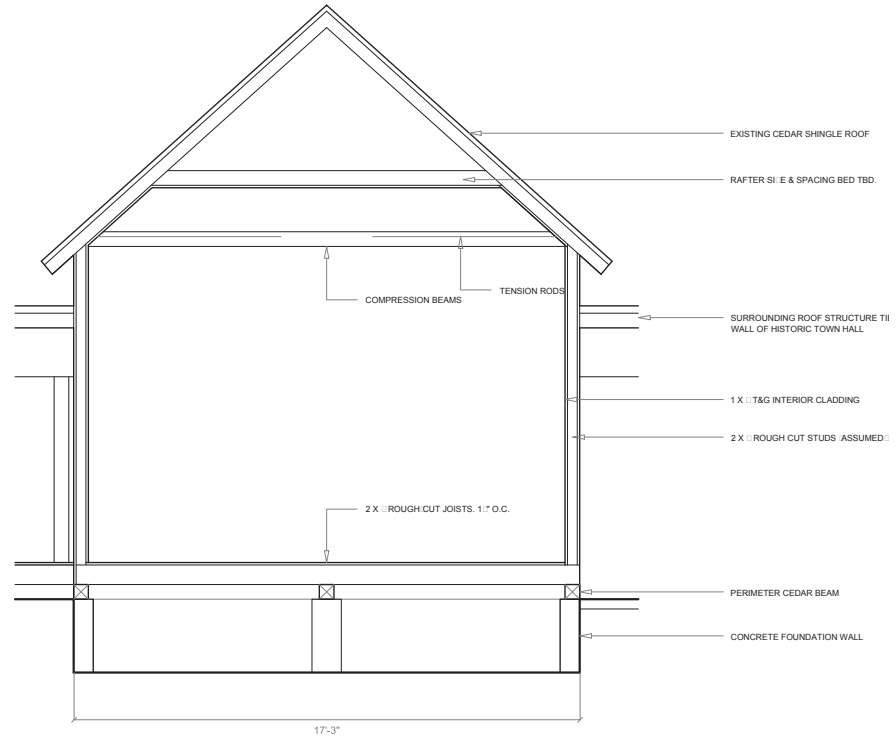 EXISTING CEDAR SHINGLE ROOF
RAFTER SI□E & SPACING BED TBD.
TENSION RODS
COMPRESSION BEAMS
SURROUNDING ROOF STRUCTURE
WALL OF HISTORIC TOWN HALL
1 X □ T&G INTERIOR CLADDING
2 X □ ROUGH CUT STUDS □ASSUMED□
2 X □ ROUGH□CUT JOISTS. 1□" O.C.
PERIMETER CEDAR BEAM
CONCRETE FOUNDATION WALL
17'-3"